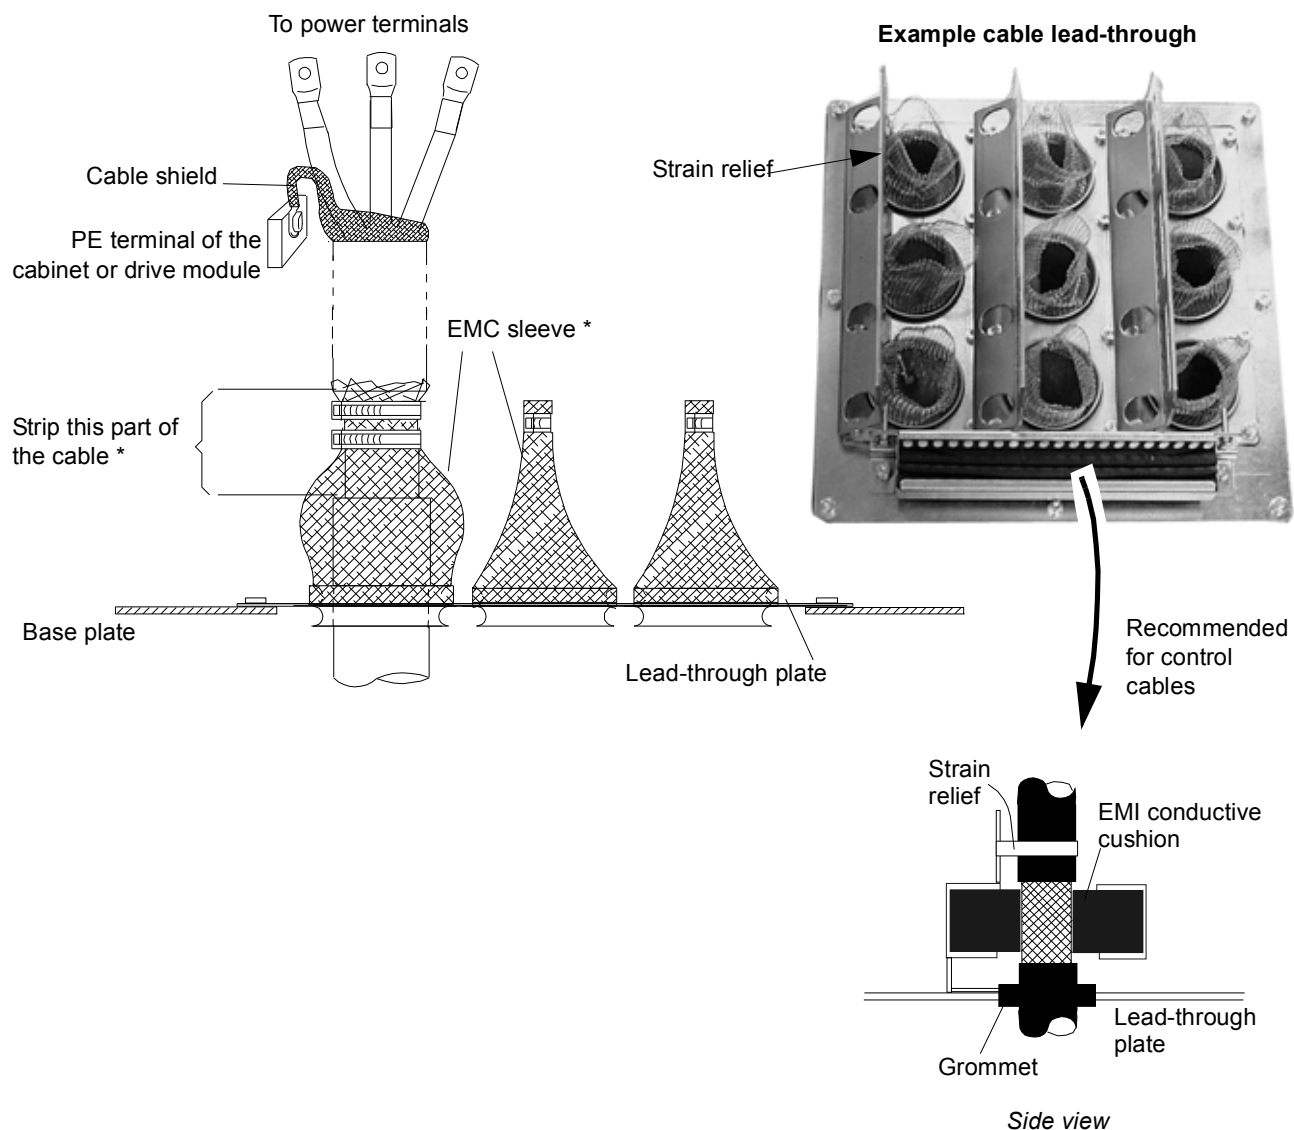 To power terminals
Example cable lead-through
Cable shield
Strain relief
PE terminal of the
cabinet or drive module
EMC sleeve *
Strip this part of
the cable *
Base plate
Lead-through plate
Recommended
for control
cables
Strain
relief
EMI conductive
cushion
Lead-through
plate
Grommet
Side view